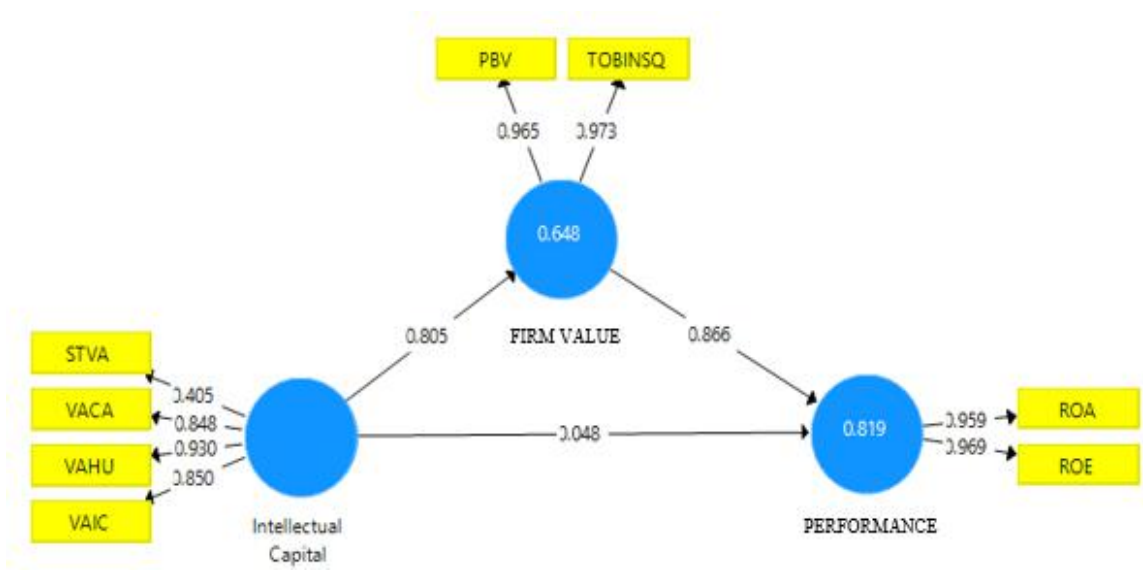 PBV TOBINSQ
0.965 0.973
0.648
FIRM VALUE
0.805 0.866
STVA
VACA
VAHU
VAIC
0.405
0.848
0.930
0.850
Intellectual
Capital
0.048
0.819
PERFORMANCE
0.959
0.969
ROA
ROE